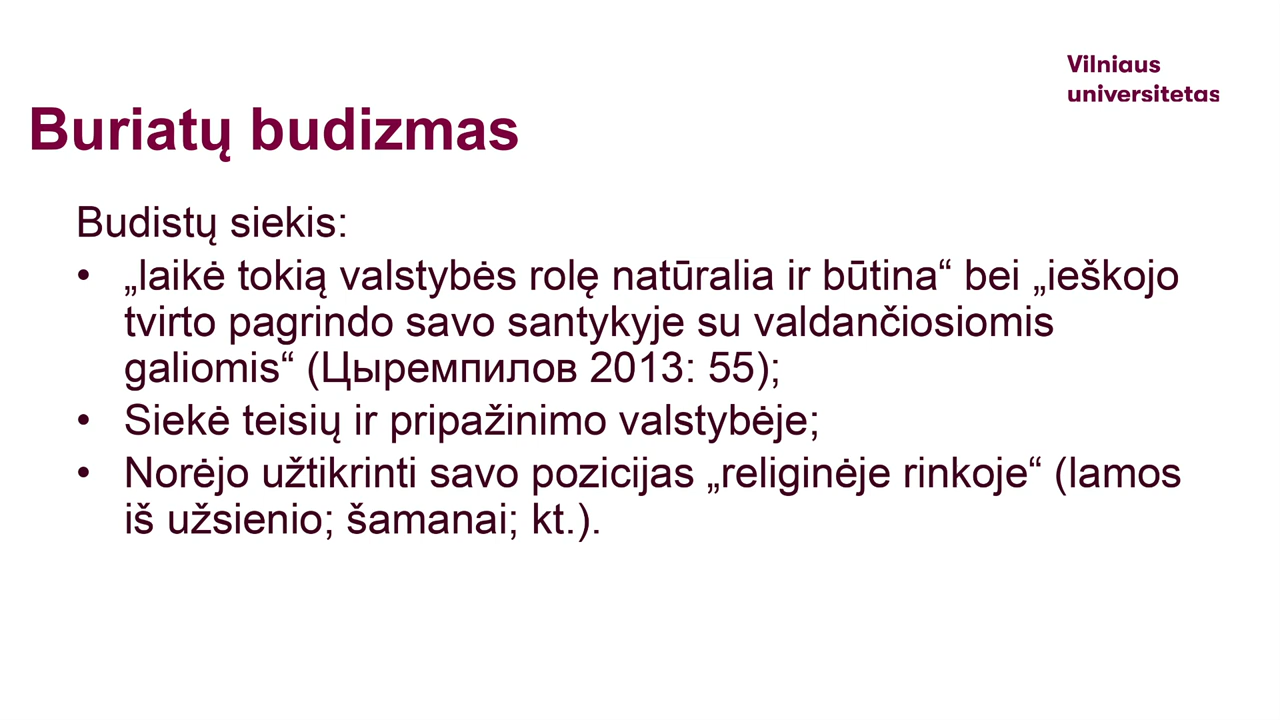 Vilniaus
universitetas
Buriatų budizmas
Budistų siekis:
• „laikė tokią valstybės rolę natūralia ir būtina“ bei „ieškojo
tvirto pagrindo savo santykyje su valdančiosiomis
galiomis“ (Цыремпилов 2013: 55);
• Siekė teisių ir pripažinimo valstybėje;
• Norėjo užtikrinti savo pozicijas „religinėje rinkoje“ (lamos
iš užsienio; šamanai; kt.).